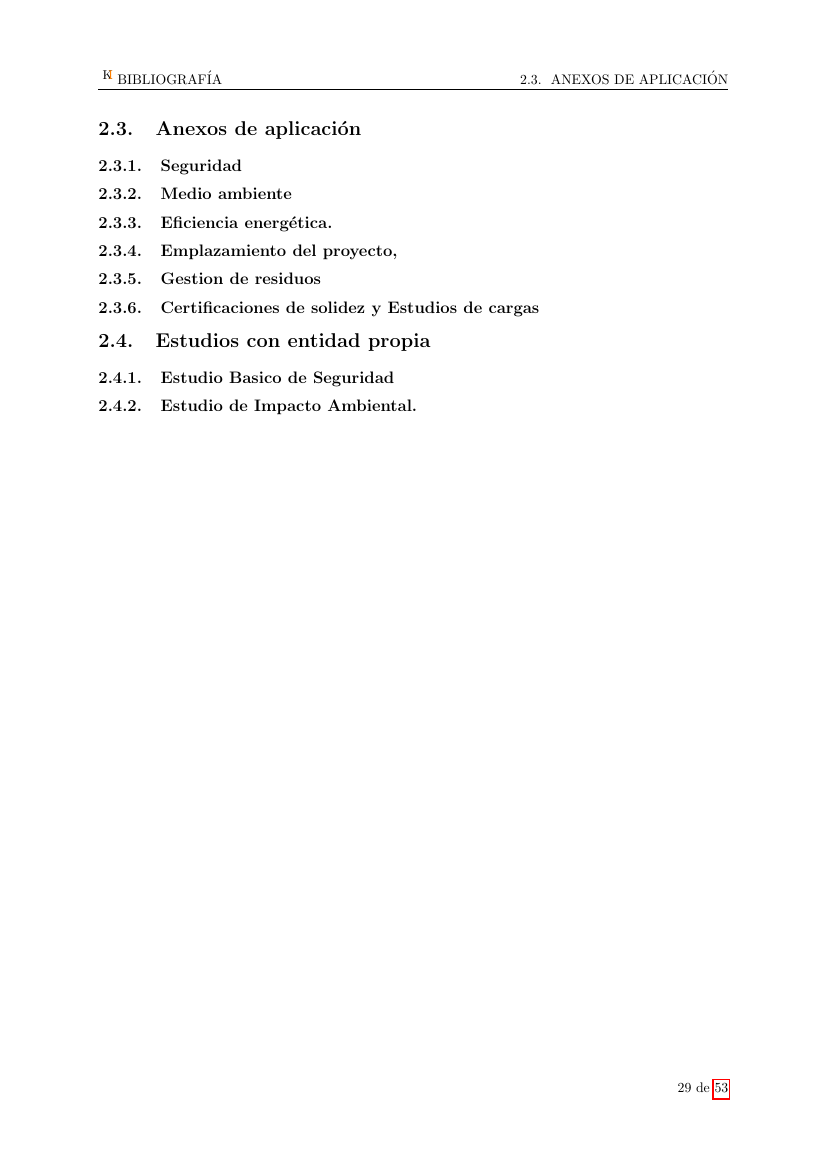 K BIBLIOGRAFÍA 2.3. ANEXOS DE APLICACIÓN
2.3. Anexos de aplicación
2.3.1. Seguridad
2.3.2. Medio ambiente
2.3.3. Eficiencia energética.
2.3.4. Emplazamiento del proyecto,
2.3.5. Gestion de residuos
2.3.6. Certificaciones de solidez y Estudios de cargas
2.4. Estudios con entidad propia
2.4.1. Estudio Basico de Seguridad
2.4.2. Estudio de Impacto Ambiental.
29 de 53